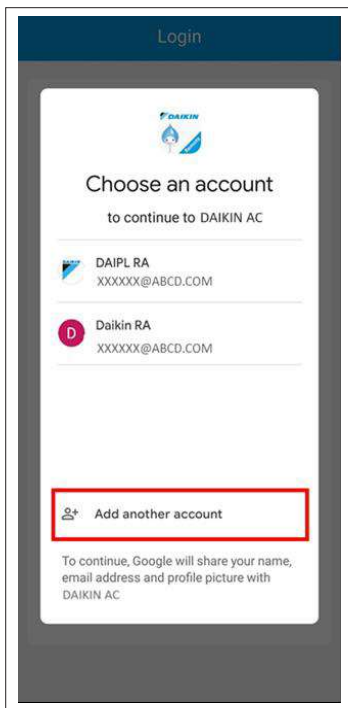 Login
DAIKIN
Choose an account
to continue to DAIKIN AC
DAIPL RA
XXXXXX@ABCD.COM
D
Daikin RA
XXXXXX@ABCD.COM
Add another account
To continue, Google will share your name,
email address and profile picture with
DAIKIN AC